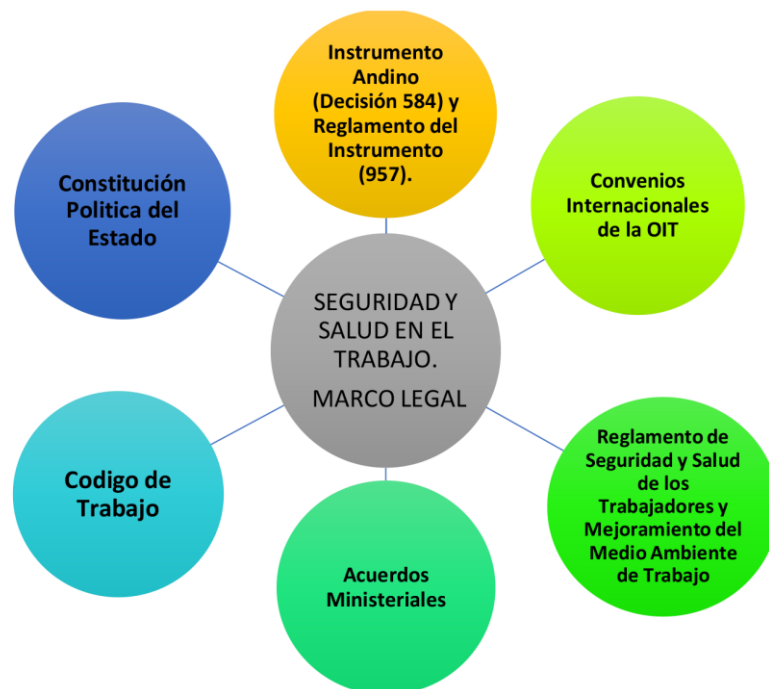 Instrumento
Andino
(Decisión 584) y
Reglamento del
Instrumento
(957).
Constitución
Politica del
Estado
Convenios
Internacionales
de la OIT
SEGURIDAD Y
SALUD EN EL
TRABAJO.
MARCO LEGAL
Codigo de
Trabajo
Reglamento de
Seguridad y Salud
de los
Trabajadores y
Mejoramiento del
Medio Ambiente
de Trabajo
Acuerdos
Ministeriales